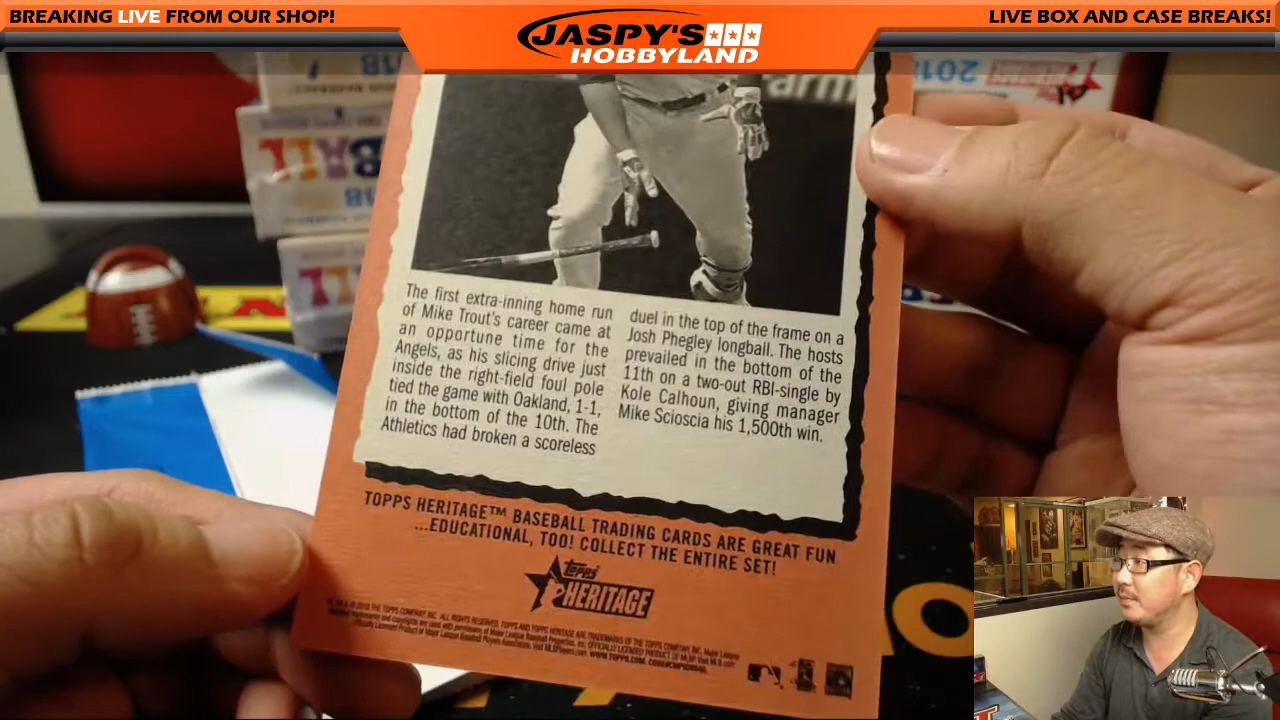 BREAKING LIVE FROM OUR SHOP!
JASPY'S
HOBBYLAND
LIVE BOX AND CASE BREAKS!
2018
BALL
The first extra-inning home run
of Mike Trout's career came at
an opportune time for the
Angels, as his slicing drive just
inside the right-field foul pole
tied the game with Oakland, 1-1,
in the bottom of the 10th. The
Athletics had broken a scoreless
duel in the top of the frame on a
Josh Phegley longball. The hosts
prevailed in the bottom of the
11th on a two-out RBI-single by
Kole Calhoun, giving manager
Mike Scioscia his 1,500th win.
TOPPS HERITAGE™ BASEBALL TRADING CARDS ARE GREAT FUN
...EDUCATIONAL, TOO! COLLECT THE ENTIRE SET!
TOPPS
HERITAGE